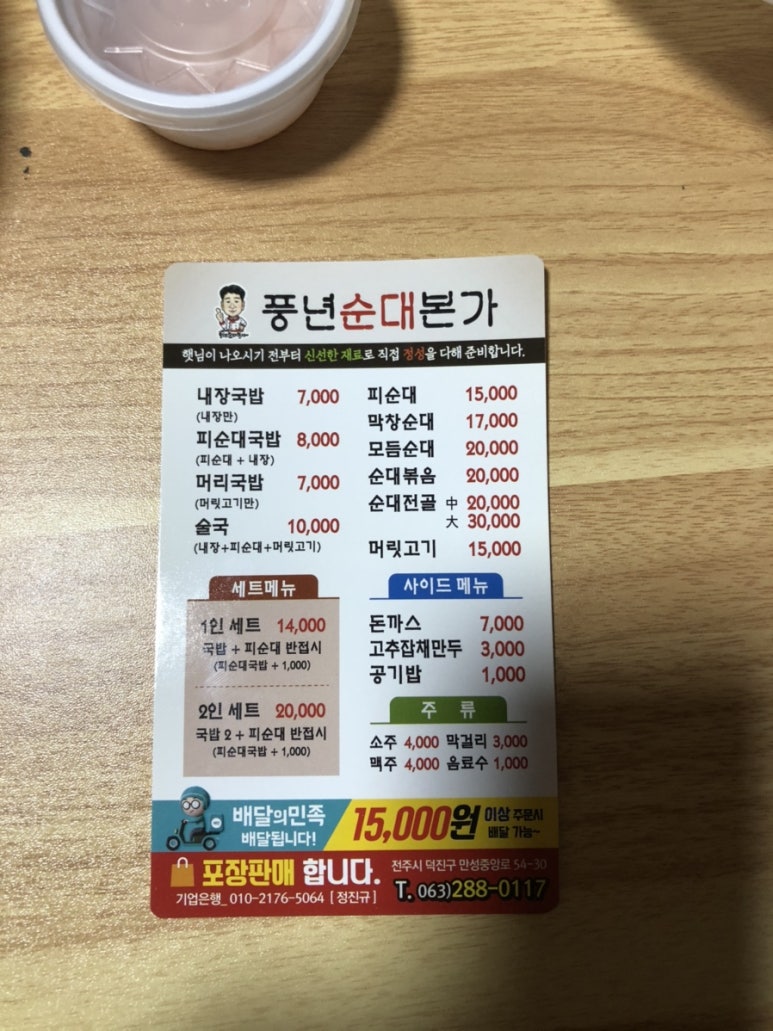 풍년순대본가
햇님이 나오시기 전부터 신선한 재료로 직접 정성을 다해 준비합니다.
내장국밥 7,000
(내장만)
피순대국밥 8,000
(피순대 + 내장)
머리국밥 7,000
(머릿고기만)
술국 10,000
(내장+피순대+머릿고기)
피순대 15,000
막창순대 17,000
모듬순대 20,000
순대볶음 20,000
순대전골 中 20,000
大 30,000
머릿고기 15,000
세트메뉴
1인 세트 14,000
국밥 + 피순대 반접시
(피순대국밥 + 1,000)
2인 세트 20,000
국밥 2 + 피순대 반접시
(피순대국밥 + 1,000)
사이드 메뉴
돈까스 7,000
고추잡채만두 3,000
공기밥 1,000
주 류
소주 4,000 막걸리 3,000
맥주 4,000 음료수 1,000
배달의민족
배달됩니다!
15,000원 이상 주문시
배달 가능~
포장판매 합니다.
기업은행_ 010-2176-5064 [ 정진규 ]
전주시 덕진구 만성중앙로 54-30
T. 063)288-0117